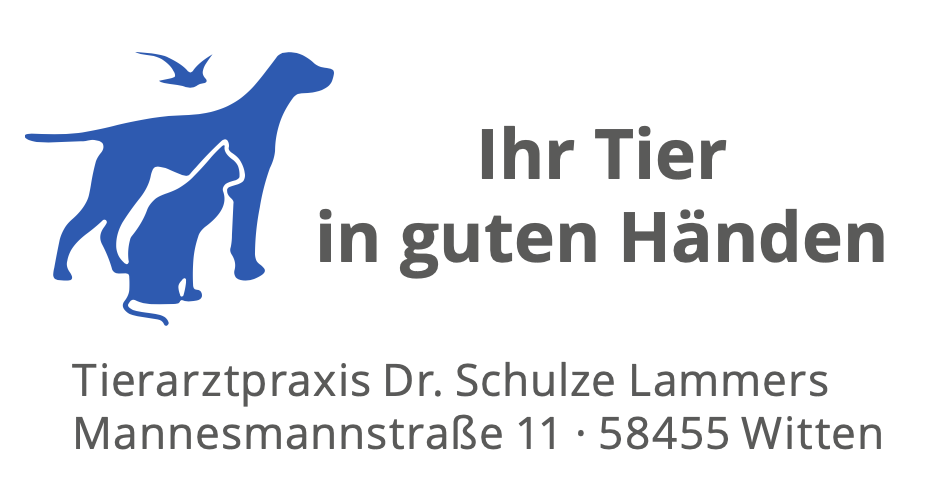 Ihr Tier
in guten Händen
Tierarztpraxis Dr. Schulze Lammers
Mannesmannstraße 11 · 58455 Witten